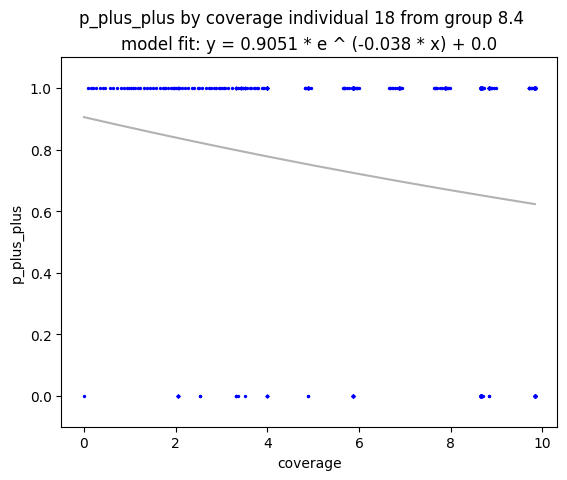 p_plus_plus by coverage individual 18 from group 8.4
model fit: y = 0.9051 * e ^ (-0.038 * x) + 0.0
1.0
0.8
0.6
0.4
0.2
0.0
p_plus_plus
0 2 4 6 8 10
coverage